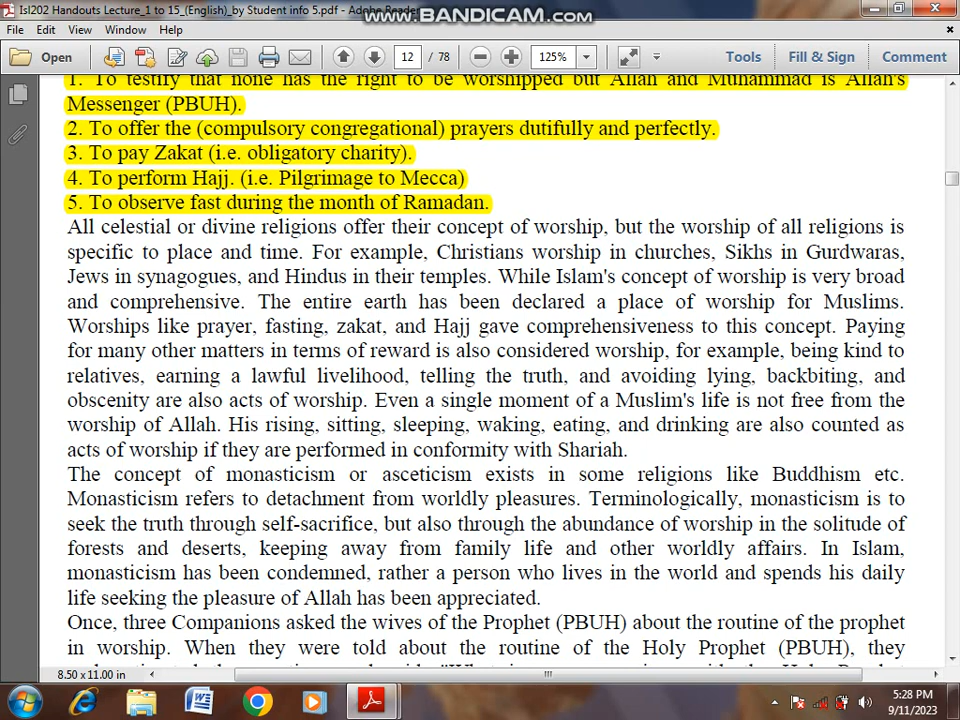 Isl202 Handouts Lecture_1 to 15_(English)_by Student info 5.pdf - Adobe Reader
WWW.BANDICAM.COM
File Edit View Window Help
Open 12 / 78 125% Tools Fill & Sign Comment
1. To testify that none has the right to be worshipped but Allah and Muhammad is Allah's
Messenger (PBUH).
2. To offer the (compulsory congregational) prayers dutifully and perfectly.
3. To pay Zakat (i.e. obligatory charity).
4. To perform Hajj. (i.e. Pilgrimage to Mecca)
5. To observe fast during the month of Ramadan.
All celestial or divine religions offer their concept of worship, but the worship of all religions is
specific to place and time. For example, Christians worship in churches, Sikhs in Gurdwaras,
Jews in synagogues, and Hindus in their temples. While Islam's concept of worship is very broad
and comprehensive. The entire earth has been declared a place of worship for Muslims.
Worships like prayer, fasting, zakat, and Hajj gave comprehensiveness to this concept. Paying
for many other matters in terms of reward is also considered worship, for example, being kind to
relatives, earning a lawful livelihood, telling the truth, and avoiding lying, backbiting, and
obscenity are also acts of worship. Even a single moment of a Muslim's life is not free from the
worship of Allah. His rising, sitting, sleeping, waking, eating, and drinking are also counted as
acts of worship if they are performed in conformity with Shariah.
The concept of monasticism or asceticism exists in some religions like Buddhism etc.
Monasticism refers to detachment from worldly pleasures. Terminologically, monasticism is to
seek the truth through self-sacrifice, but also through the abundance of worship in the solitude of
forests and deserts, keeping away from family life and other worldly affairs. In Islam,
monasticism has been condemned, rather a person who lives in the world and spends his daily
life seeking the pleasure of Allah has been appreciated.
Once, three Companions asked the wives of the Prophet (PBUH) about the routine of the prophet
in worship. When they were told about the routine of the Holy Prophet (PBUH), they
8.50 x 11.00 in
5:28 PM
9/11/2023